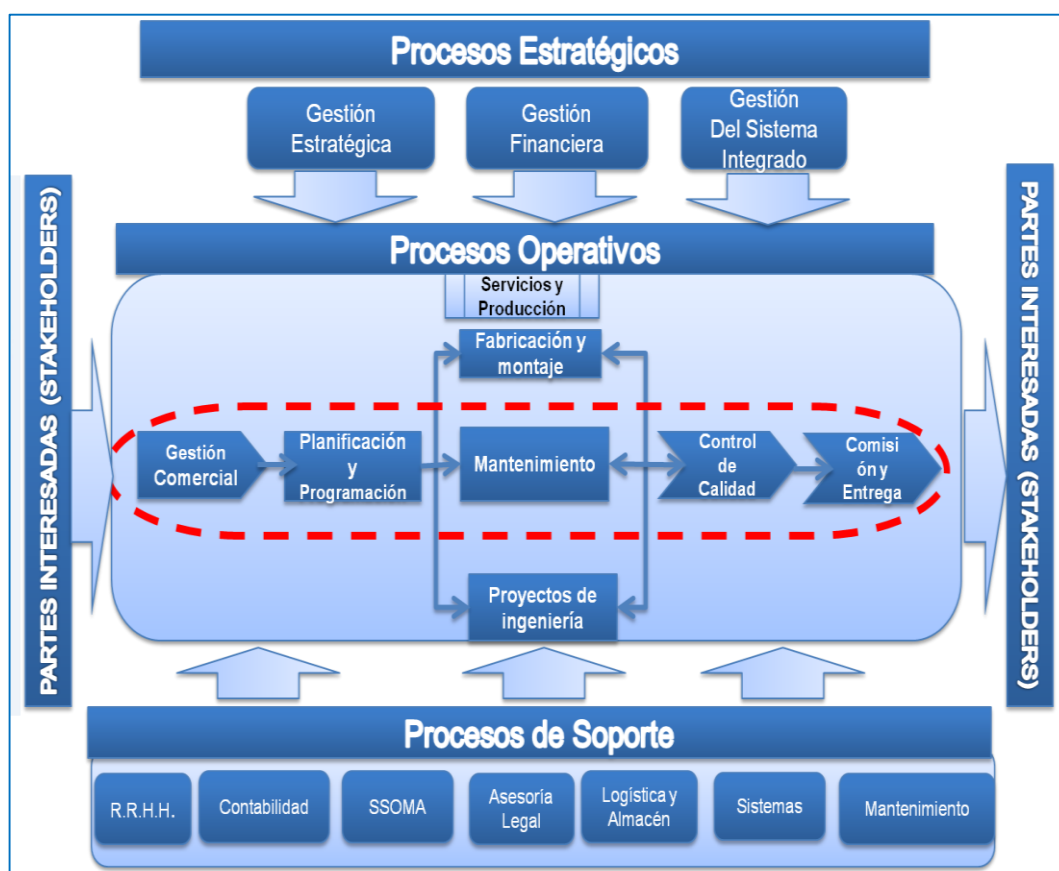 Procesos Estratégicos
Gestión
Estratégica
Gestión
Financiera
Gestión
Del Sistema
Integrado
PARTES INTERESADAS (STAKEHOLDERS)
Procesos Operativos
Servicios y
Producción
Fabricación y
montaje
Gestión
Comercial
Planificación
y
Programación
Mantenimiento
Control
de
Calidad
Comisi
ón y
Entrega
Proyectos de
ingeniería
PARTES INTERESADAS (STAKEHOLDERS)
Procesos de Soporte
R.R.H.H.
Contabilidad
SSOMA
Asesoría
Legal
Logística y
Almacén
Sistemas
Mantenimiento